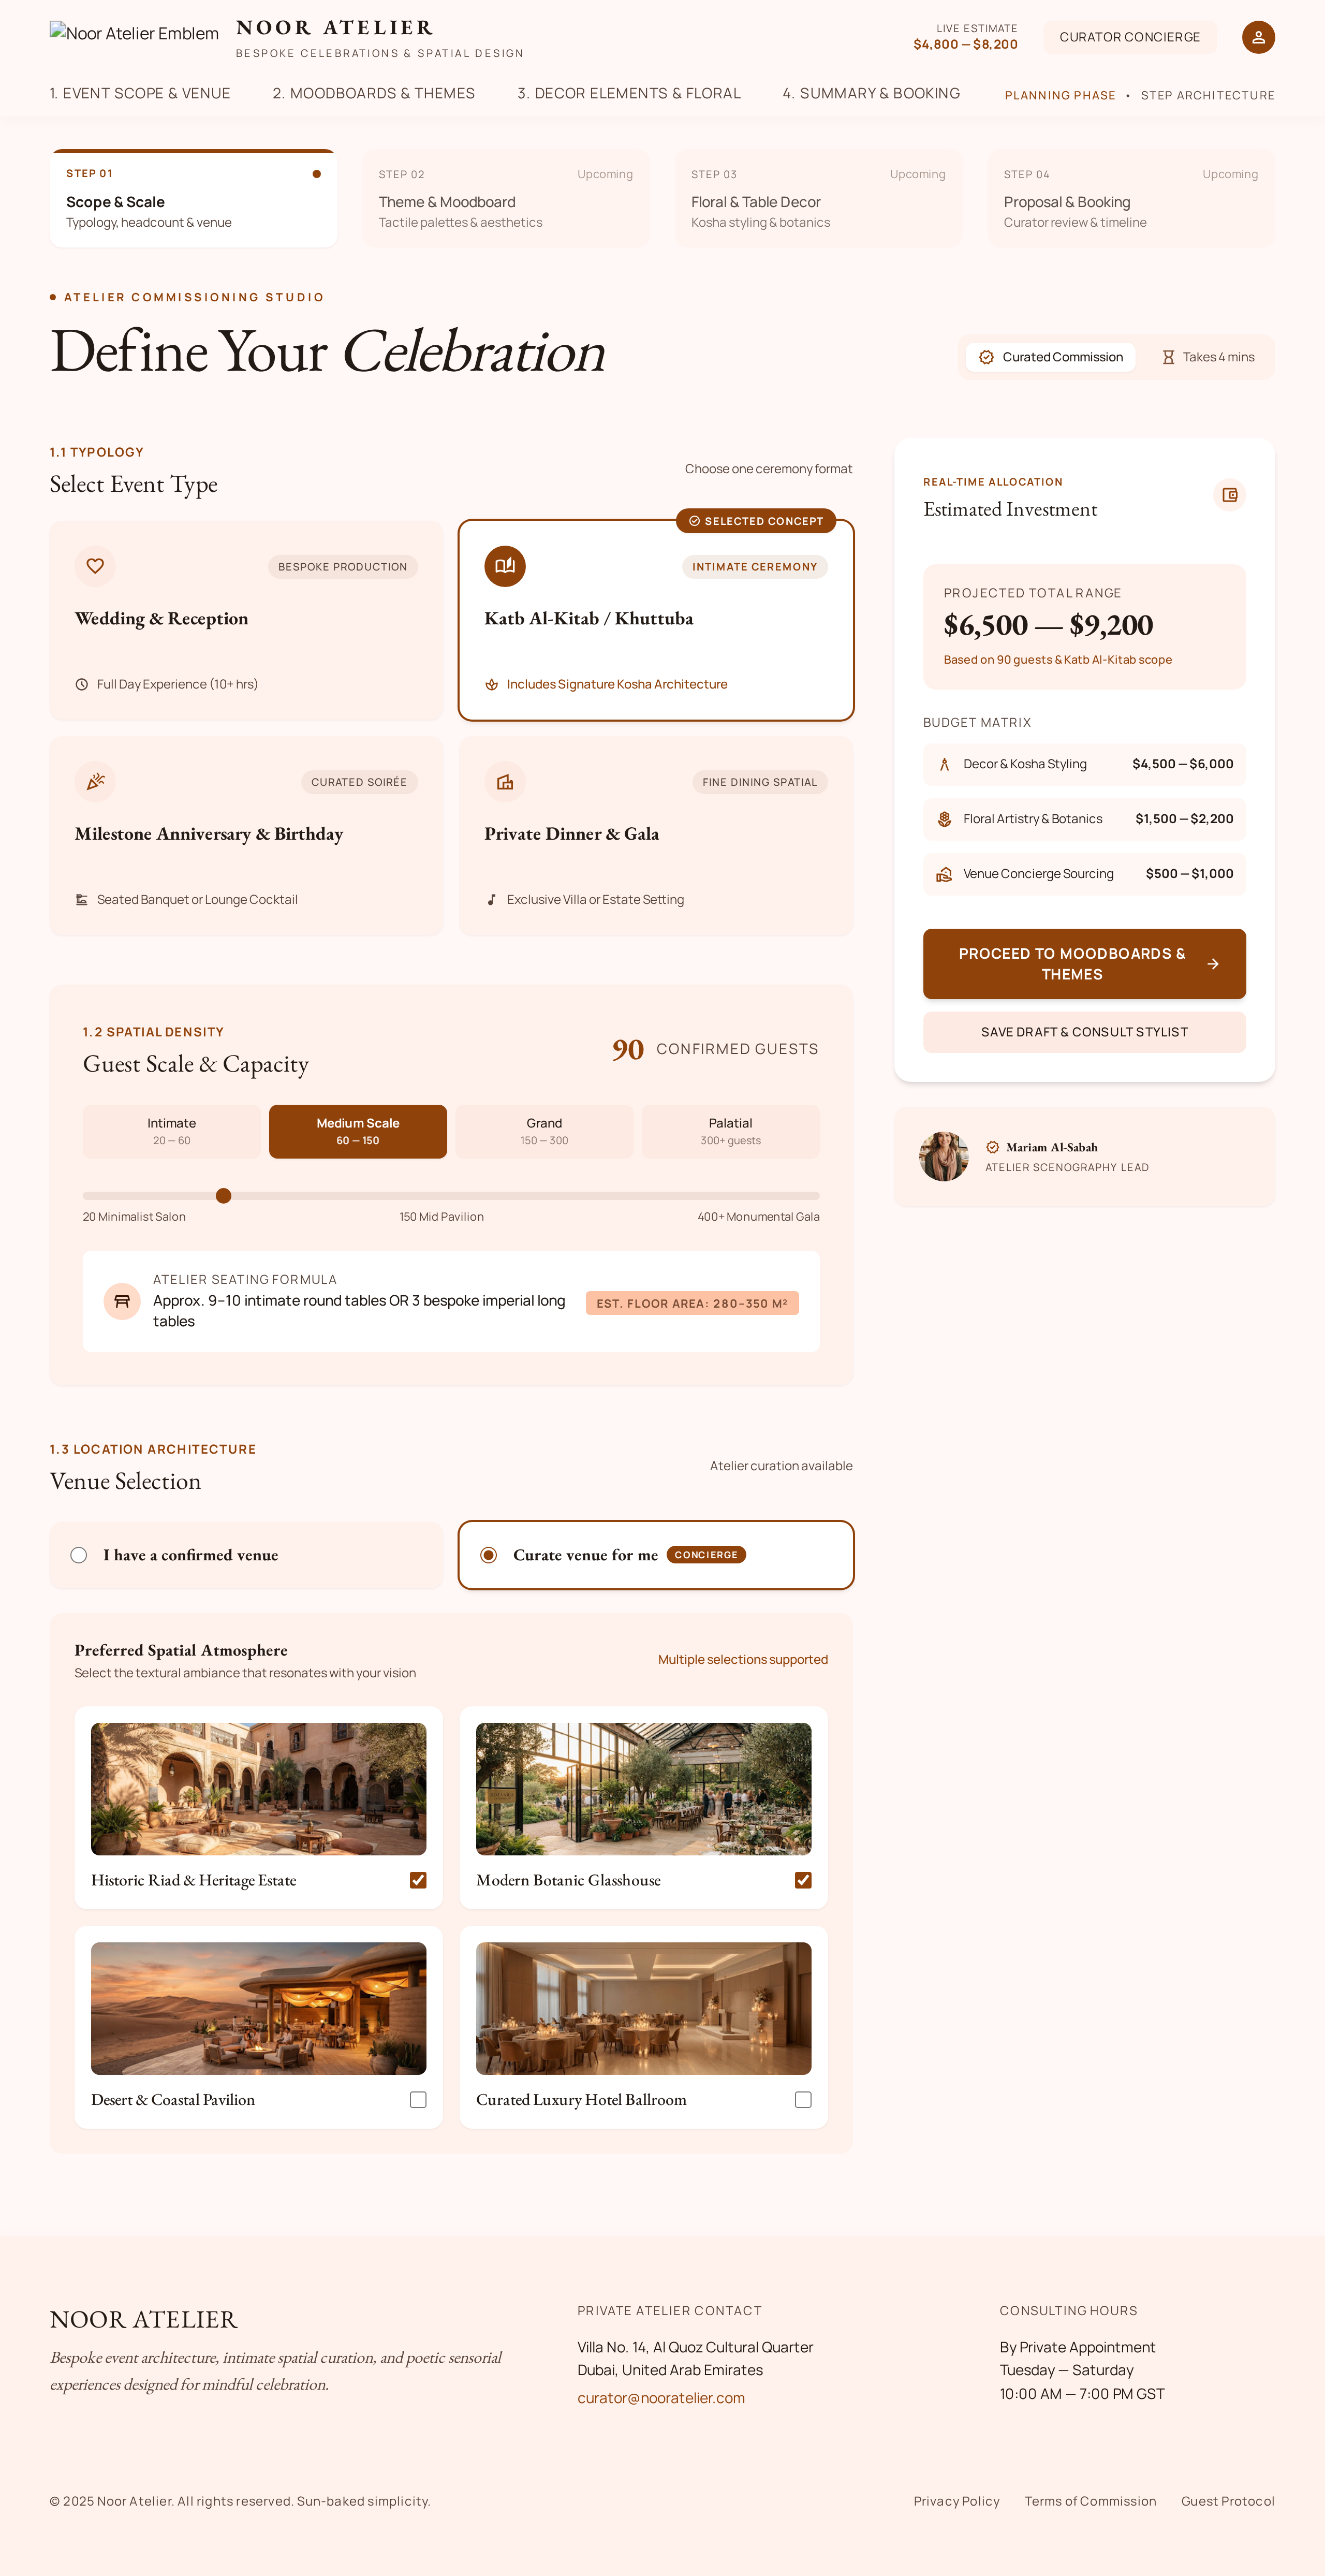 Noor Atelier Emblem
NOOR ATELIER
BESPOKE CELEBRATIONS & SPATIAL DESIGN
LIVE ESTIMATE
$4,800 — $8,200
CURATOR CONCIERGE
1. EVENT SCOPE & VENUE
2. MOODBOARDS & THEMES
3. DECOR ELEMENTS & FLORAL
4. SUMMARY & BOOKING
PLANNING PHASE • STEP ARCHITECTURE
STEP 01
Scope & Scale
Typology, headcount & venue
STEP 02
Upcoming
Theme & Moodboard
Tactile palettes & aesthetics
STEP 03
Upcoming
Floral & Table Decor
Kosha styling & botanics
STEP 04
Upcoming
Proposal & Booking
Curator review & timeline
ATELIER COMMISSIONING STUDIO
Define Your Celebration
Curated Commission
Takes 4 mins
1.1 TYPOLOGY
Select Event Type
Choose one ceremony format
BESPOKE PRODUCTION
Wedding & Reception
Full Day Experience (10+ hrs)
SELECTED CONCEPT
INTIMATE CEREMONY
Katb Al-Kitab / Khuttuba
Includes Signature Kosha Architecture
CURATED SOIRÉE
Milestone Anniversary & Birthday
Seated Banquet or Lounge Cocktail
FINE DINING SPATIAL
Private Dinner & Gala
Exclusive Villa or Estate Setting
REAL-TIME ALLOCATION
Estimated Investment
PROJECTED TOTAL RANGE
$6,500 — $9,200
Based on 90 guests & Katb Al-Kitab scope
BUDGET MATRIX
Decor & Kosha Styling
$4,500 — $6,000
Floral Artistry & Botanics
$1,500 — $2,200
Venue Concierge Sourcing
$500 — $1,000
PROCEED TO MOODBOARDS &
THEMES
SAVE DRAFT & CONSULT STYLIST
Mariam Al-Sabah
ATELIER SCENOGRAPHY LEAD
1.2 SPATIAL DENSITY
Guest Scale & Capacity
90 CONFIRMED GUESTS
Intimate
20 — 60
Medium Scale
60 — 150
Grand
150 — 300
Palatial
300+ guests
20 Minimalist Salon
150 Mid Pavilion
400+ Monumental Gala
ATELIER SEATING FORMULA
Approx. 9–10 intimate round tables OR 3 bespoke imperial long
tables
EST. FLOOR AREA: 280–350 M²
1.3 LOCATION ARCHITECTURE
Venue Selection
Atelier curation available
I have a confirmed venue
Curate venue for me
CONCIERGE
Preferred Spatial Atmosphere
Select the textural ambiance that resonates with your vision
Multiple selections supported
Historic Riad & Heritage Estate
Modern Botanic Glasshouse
Desert & Coastal Pavilion
Curated Luxury Hotel Ballroom
NOOR ATELIER
Bespoke event architecture, intimate spatial curation, and poetic sensorial
experiences designed for mindful celebration.
PRIVATE ATELIER CONTACT
Villa No. 14, Al Quoz Cultural Quarter
Dubai, United Arab Emirates
curator@nooratelier.com
CONSULTING HOURS
By Private Appointment
Tuesday — Saturday
10:00 AM — 7:00 PM GST
© 2025 Noor Atelier. All rights reserved. Sun-baked simplicity.
Privacy Policy
Terms of Commission
Guest Protocol